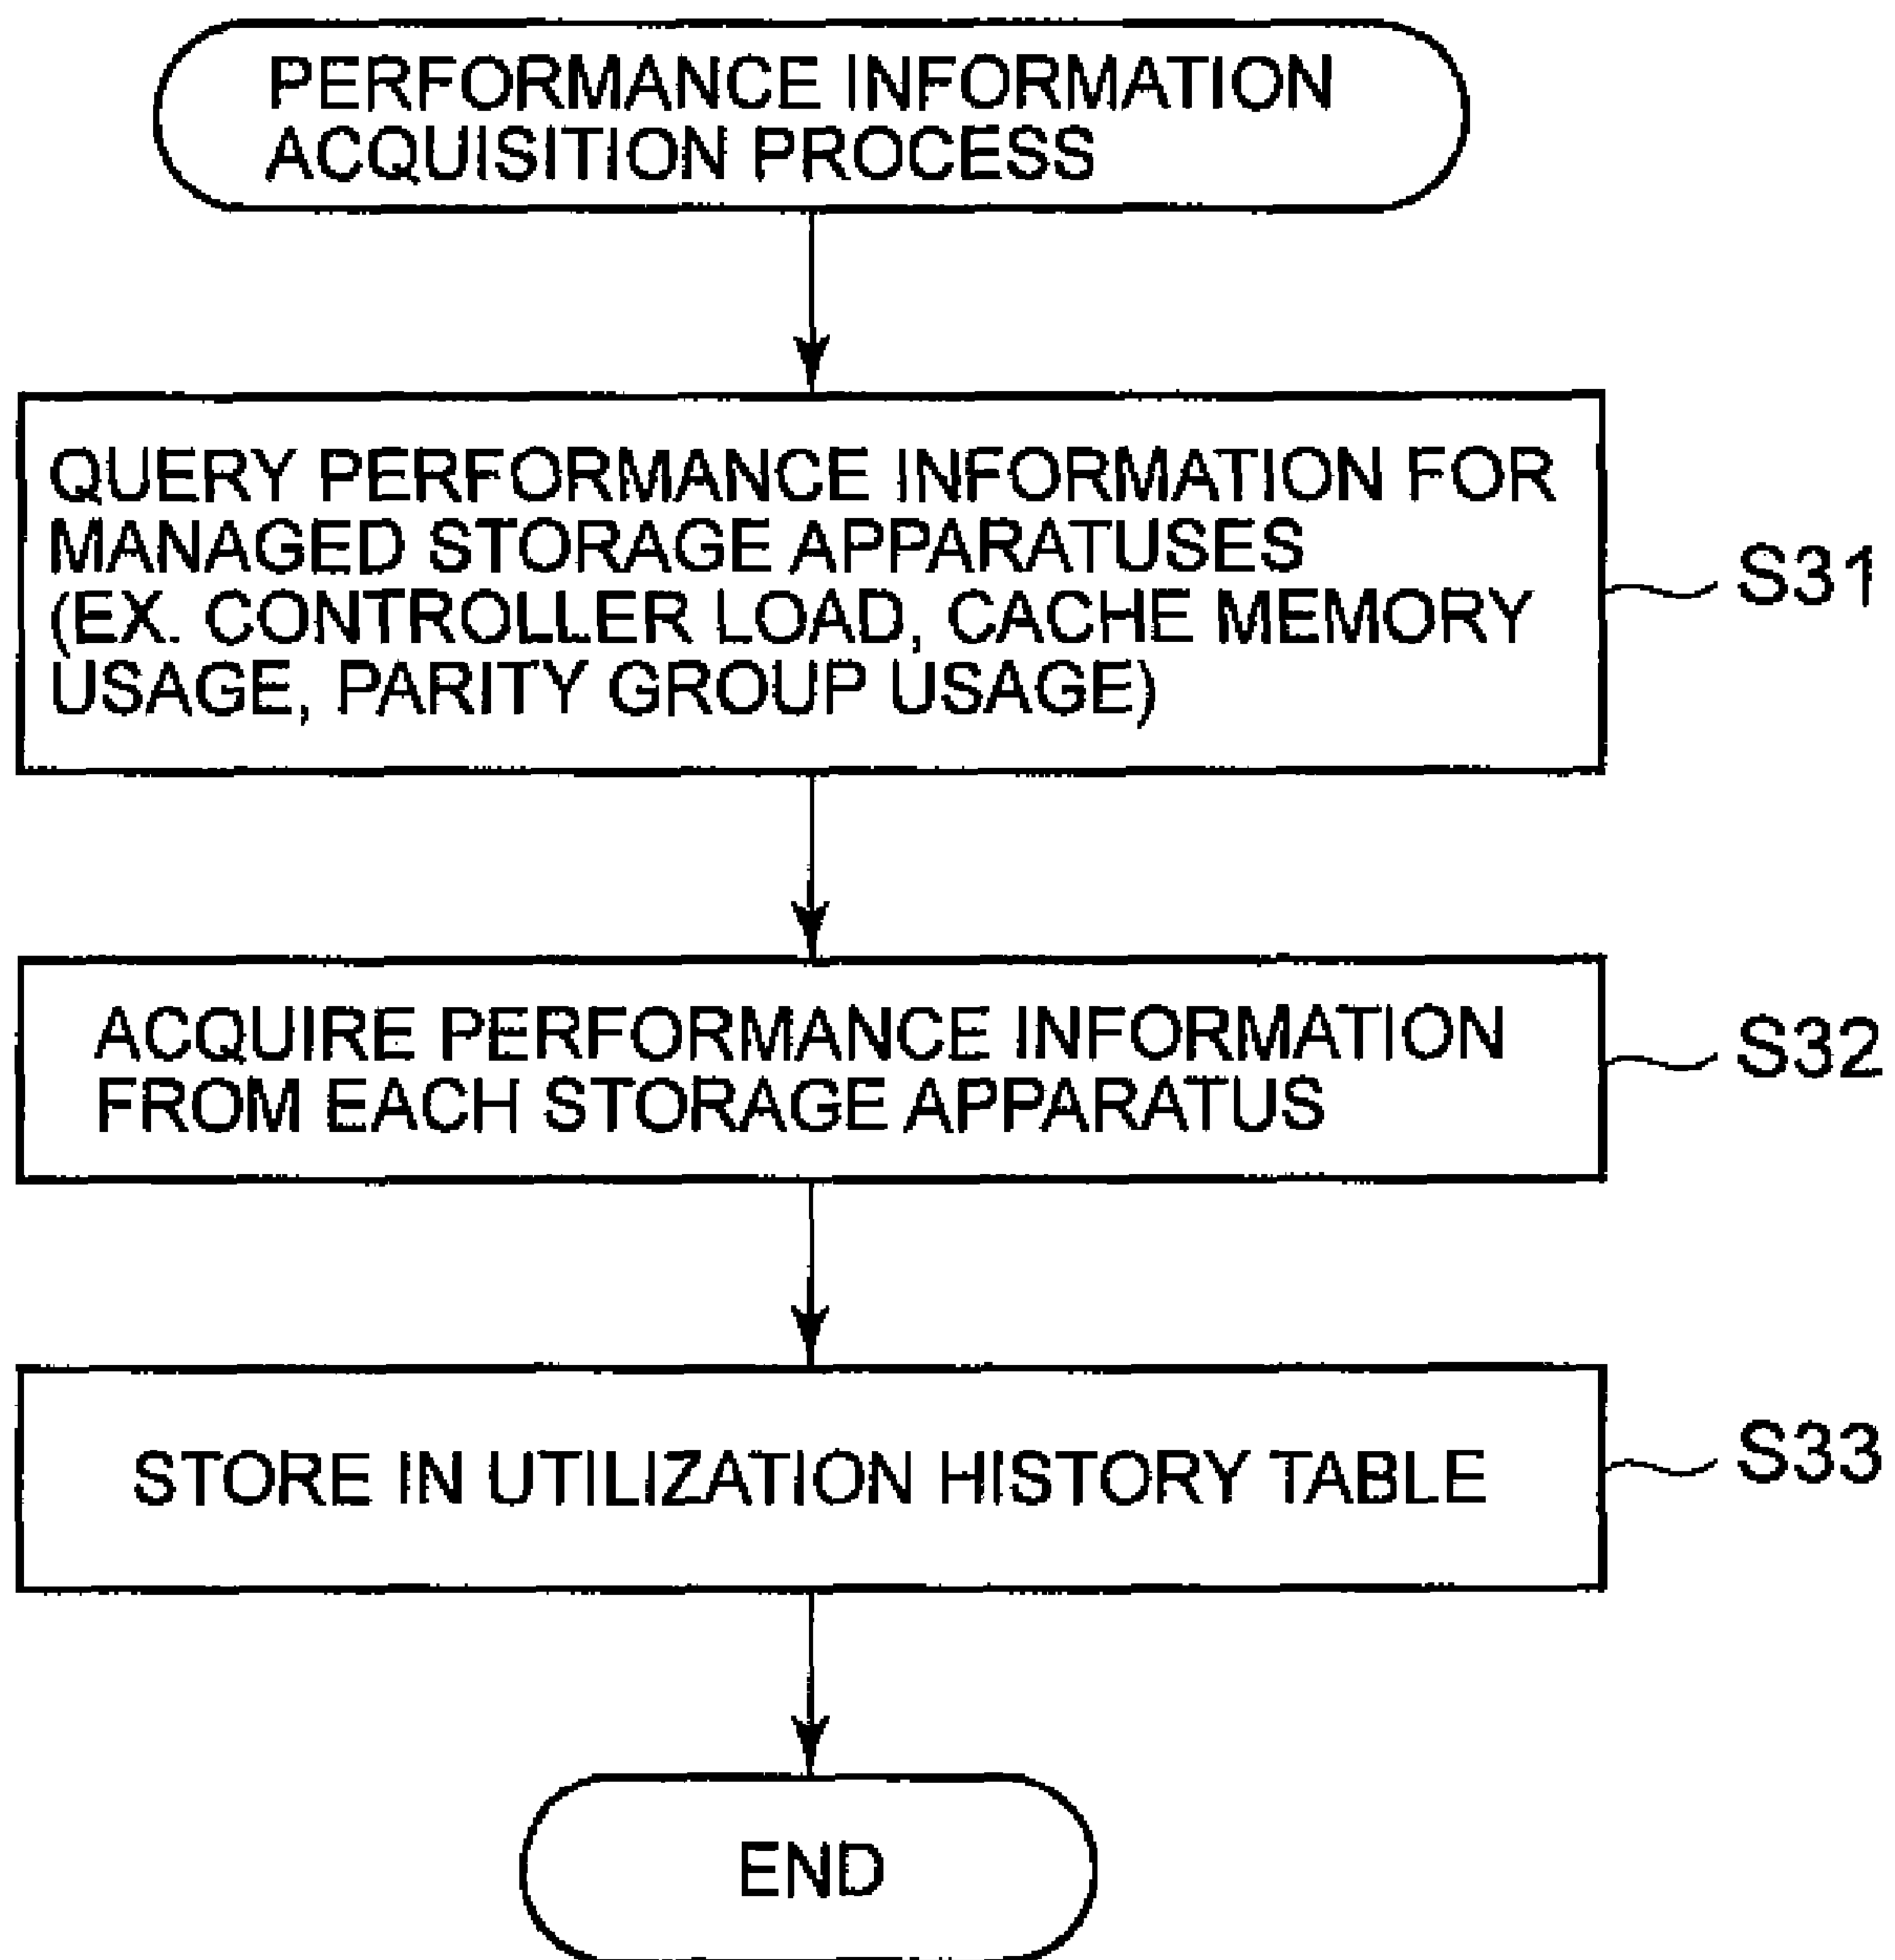 PERFORMANCE INFORMATION
ACQUISITION PROCESS
QUERY PERFORMANCE INFORMATION FOR
MANAGED STORAGE APPARATUSES
(EX. CONTROLLER LOAD, CACHE MEMORY
USAGE, PARITY GROUP USAGE)
S31
ACQUIRE PERFORMANCE INFORMATION
FROM EACH STORAGE APPARATUS
S32
STORE IN UTILIZATION HISTORY TABLE
S33
END